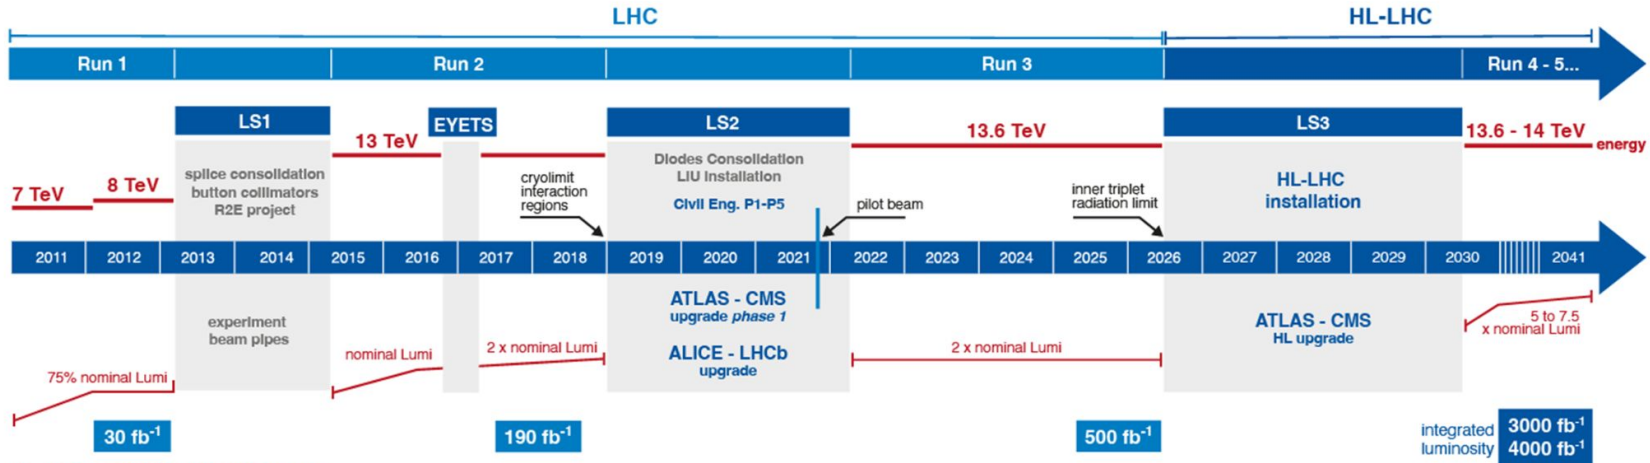 LHC
HL-LHC
Run 1
Run 2
Run 3
Run 4 - 5...
LS1
EYETS
LS2
LS3
13 TeV
13.6 TeV
13.6 - 14 TeV
energy
7 TeV
8 TeV
splice consolidation
button collimators
R2E project
cryolimit
interaction
regions
Diodes Consolidation
LIU Installation
Civil Eng. P1-P5
pilot beam
inner triplet
radiation limit
HL-LHC
installation
2011
2012
2013
2014
2015
2016
2017
2018
2019
2020
2021
2022
2023
2024
2025
2026
2027
2028
2029
2030
2041
experiment
beam pipes
ATLAS - CMS
upgrade phase 1
ALICE - LHCb
upgrade
ATLAS - CMS
HL upgrade
5 to 7.5
x nominal Lumi
75% nominal Lumi
nominal Lumi
2 x nominal Lumi
2 x nominal Lumi
30 fb⁻¹
190 fb⁻¹
500 fb⁻¹
integrated
luminosity
3000 fb⁻¹
4000 fb⁻¹